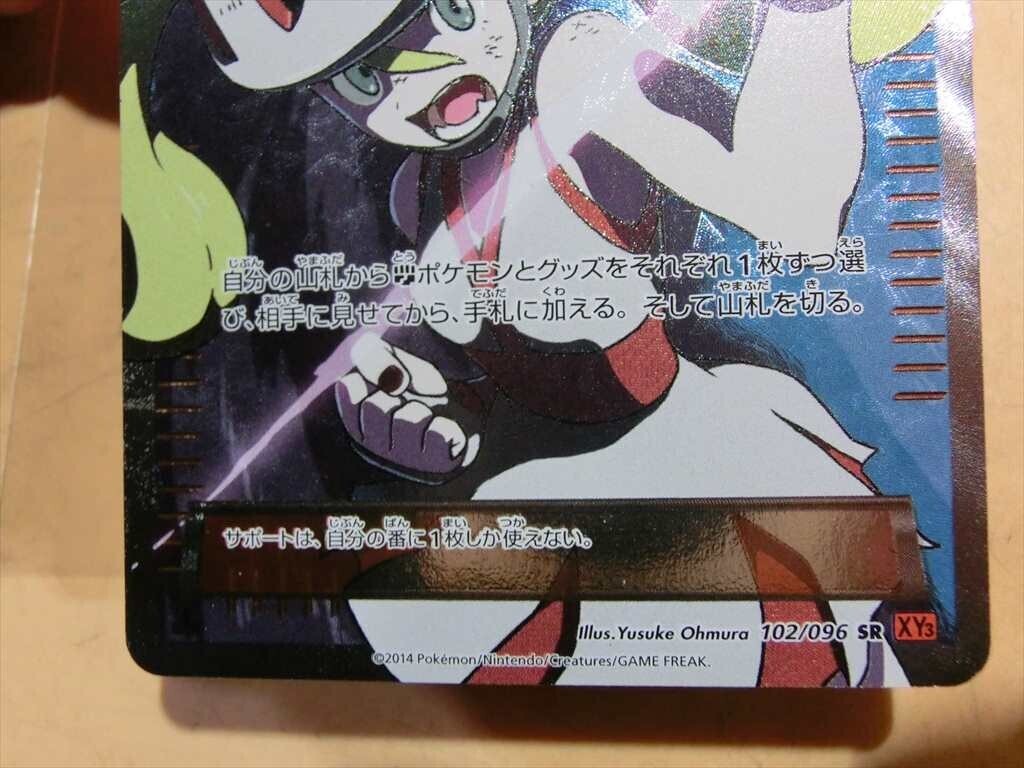 自分の山札からポケモンとグッズをそれぞれ1枚ずつ選
び、相手に見せてから、手札に加える。そして山札を切る。
サポートは、自分の番に1枚しか使えない。
Illus.Yusuke Ohmura 102/096 SR XY3
©2014 Pokémon/Nintendo/Creatures/GAME FREAK.